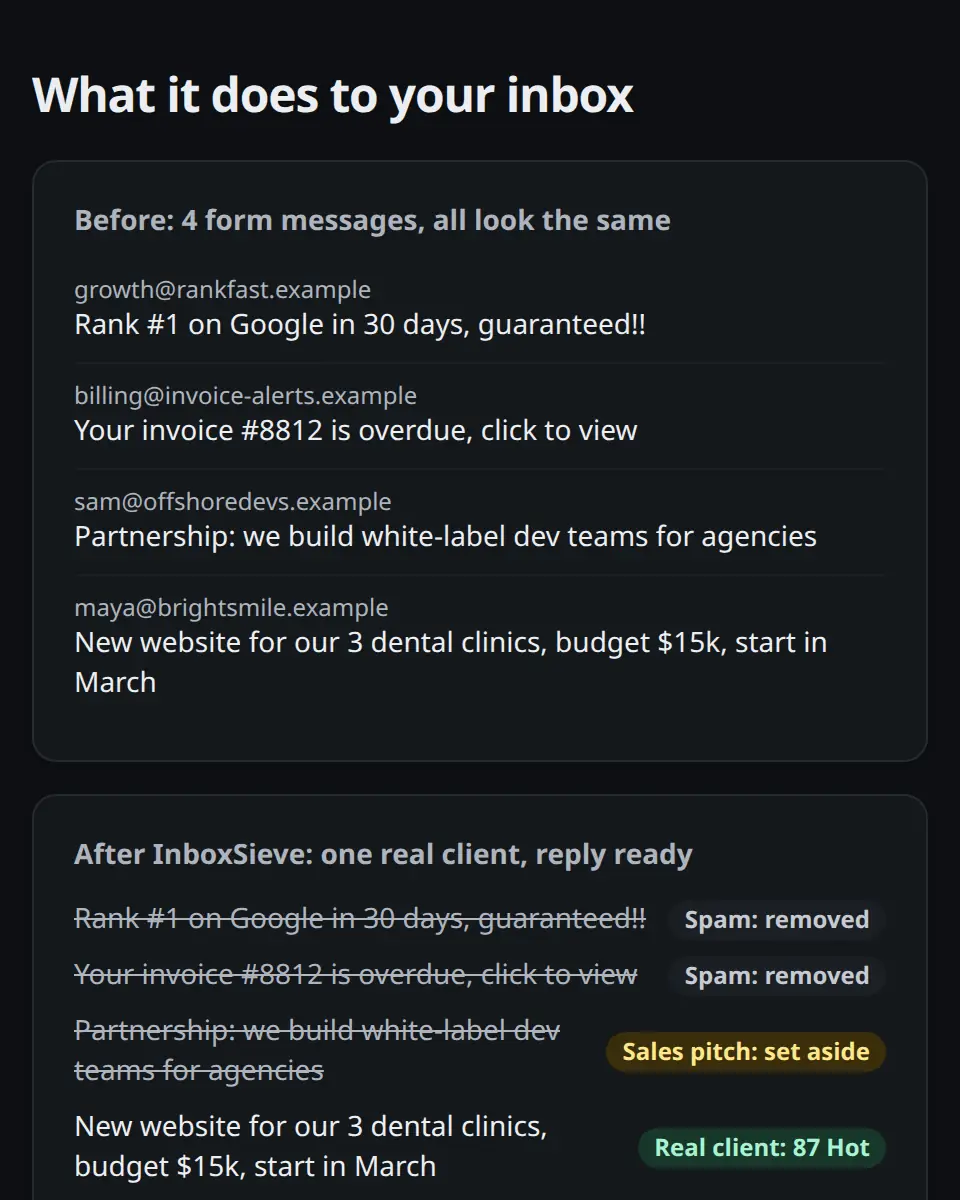 What it does to your inbox
Before: 4 form messages, all look the same
growth@rankfast.example
Rank #1 on Google in 30 days, guaranteed!!
billing@invoice-alerts.example
Your invoice #8812 is overdue, click to view
sam@offshoredevs.example
Partnership: we build white-label dev teams for agencies
maya@brightsmile.example
New website for our 3 dental clinics, budget $15k, start in
March
After InboxSieve: one real client, reply ready
Rank #1 on Google in 30 days, guaranteed!! Spam: removed
Your invoice #8812 is overdue, click to view Spam: removed
Partnership: we build white-label dev
teams for agencies
Sales pitch: set aside
New website for our 3 dental clinics,
budget $15k, start in March
Real client: 87 Hot